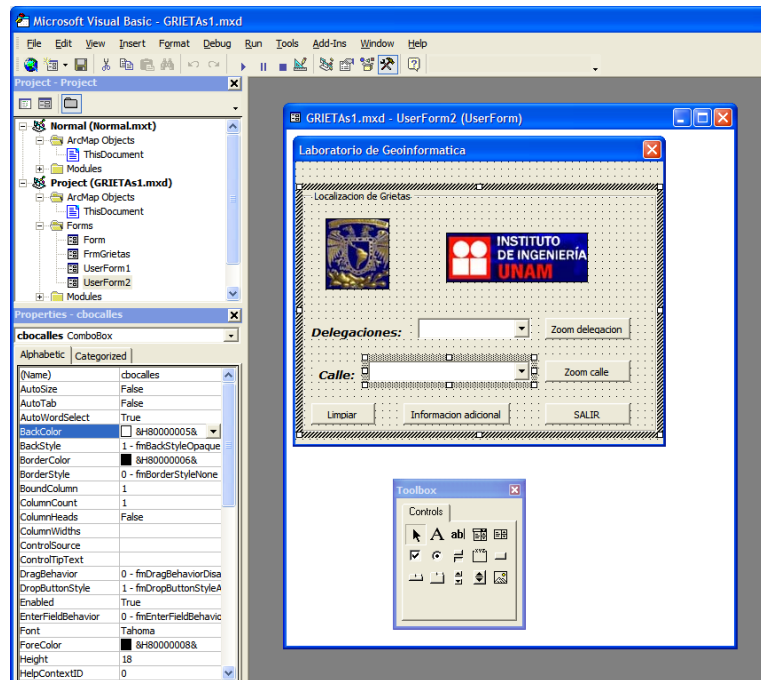 Microsoft Visual Basic - GRIETAs1.mxd
File Edit View Insert Format Debug Run Tools Add-Ins Window Help
Project - Project
Normal (Normal.mxt)
ArcMap Objects
ThisDocument
Modules
Project (GRIETAs1.mxd)
ArcMap Objects
ThisDocument
Forms
Form
FrmGrietas
UserForm1
UserForm2
Modules
Properties - cbocalles
cbocalles ComboBox
Alphabetic Categorized
(Name) cbocalles
AutoSize False
AutoTab False
AutoWordSelect True
BackColor &H80000005&
BackStyle 1 - fmBackStyleOpaque
BorderColor &H80000006&
BorderStyle 0 - fmBorderStyleNone
BoundColumn 1
ColumnCount 1
ColumnHeads False
ColumnWidths
ControlSource
ControlTipText
DragBehavior 0 - fmDragBehaviorDisa
DropButtonStyle 1 - fmDropButtonStyleA
Enabled True
EnterFieldBehavior 0 - fmEnterFieldBehavio
Font Tahoma
ForeColor &H80000008&
Height 18
HelpContextID 0
GRIETAs1.mxd - UserForm2 (UserForm)
Laboratorio de Geoinformatica
Localizacion de Grietas
INSTITUTO
DE INGENIERÍA
UNAM
Delegaciones: Zoom delegacion
Calle: Zoom calle
Limpiar Informacion adicional SALIR
Toolbox
Controls
A ab|